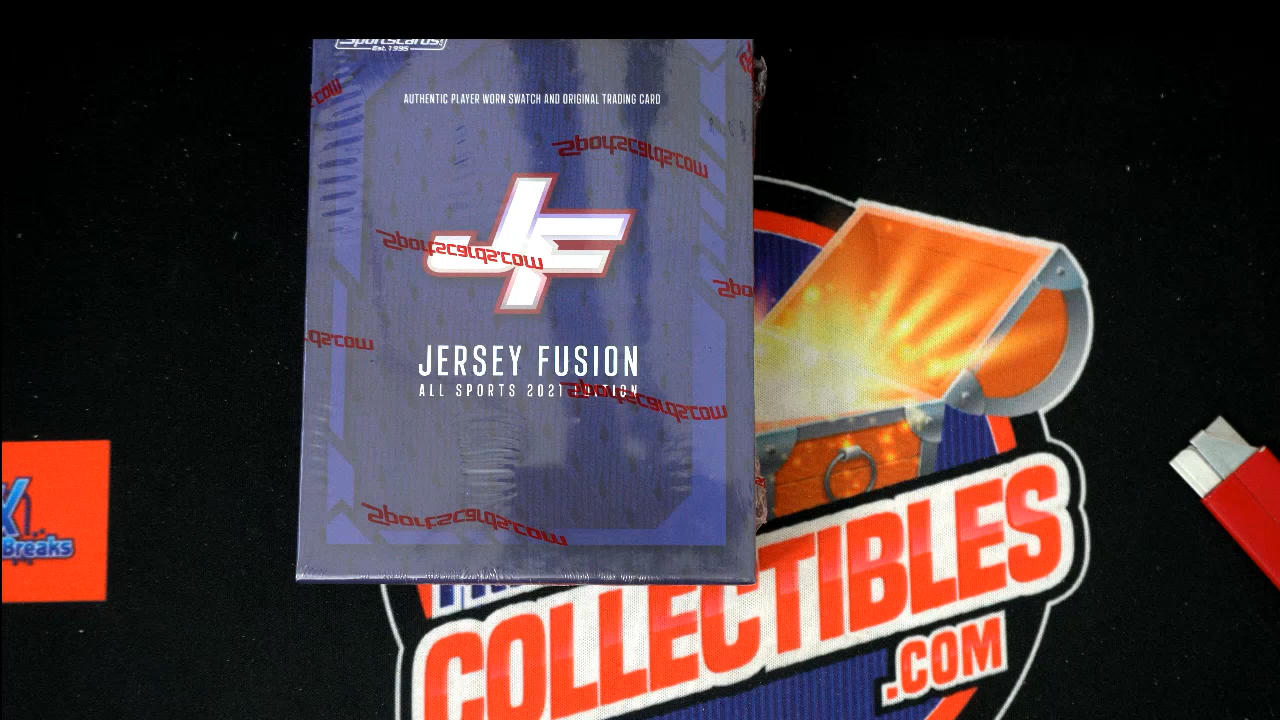 Sportscards
Est. 1995
AUTHENTIC PLAYER WORN SWATCH AND ORIGINAL TRADING CARD
Sportscards.com
JF
Sportscards.com
JERSEY FUSION
ALL SPORTS 2021 EDITION
Sportscards.com
rdz.com
Sportscards.com
Breaks
COLLECTIBLES
.COM